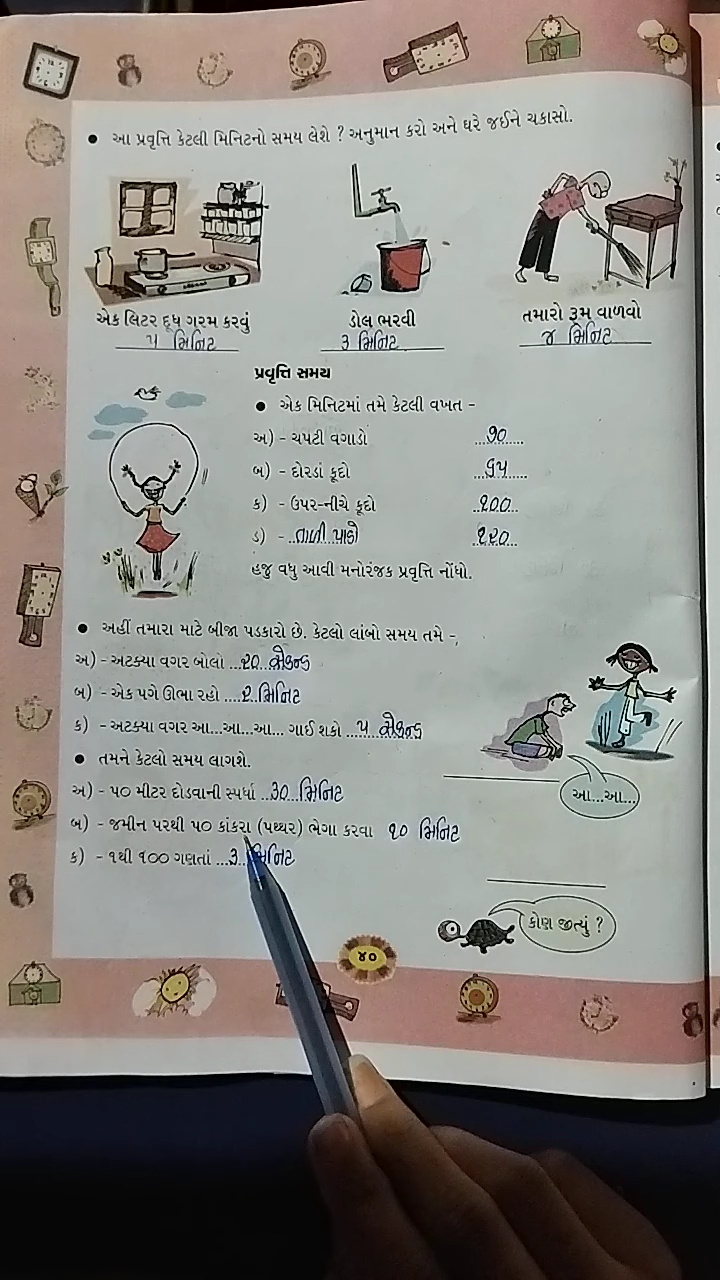 ● આ પ્રવૃત્તિ કેટલી મિનિટનો સમય લેશે ? અનુમાન કરો અને ઘરે જઈને ચકાસો.
એક લિટર દૂધ ગરમ કરવું ડોલ ભરવી તમારો રૂમ વાળવો
૫ મિનિટ ૩ મિનિટ ૪ મિનિટ
પ્રવૃત્તિ સમય
● એક મિનિટમાં તમે કેટલી વખત -
અ) - ચપટી વગાડો ...૭૦......
બ) - દોરડાં કૂદો ...૬૫......
ક) - ઉપર-નીચે કૂદો ...૧૦૦...
ડ) - ...તાળી પાડો ...૧૨૦...
હજુ વધુ આવી મનોરંજક પ્રવૃત્તિ નોંધો.
● અહીં તમારા માટે બીજા પડકારો છે. કેટલો લાંબો સમય તમે -,
અ) - અટક્યા વગર બોલો ...૨૦...સેકન્ડ
બ) - એક પગે ઊભા રહો ....૨.મિનિટ
ક) - અટક્યા વગર આ...આ...આ... ગાઈ શકો .....૫ સેકન્ડ
● તમને કેટલો સમય લાગશે.
અ) - ૫૦ મીટર દોડવાની સ્પર્ધા ...૩૦...મિનિટ
આ...આ...
બ) - જમીન પરથી ૫૦ કાંકરા (પથ્થર) ભેગા કરવા ૧૦ મિનિટ
ક) - ૧થી ૧૦૦ ગણતાં ...૩..મિનિટ
કોણ જીત્યું ?
૪૦